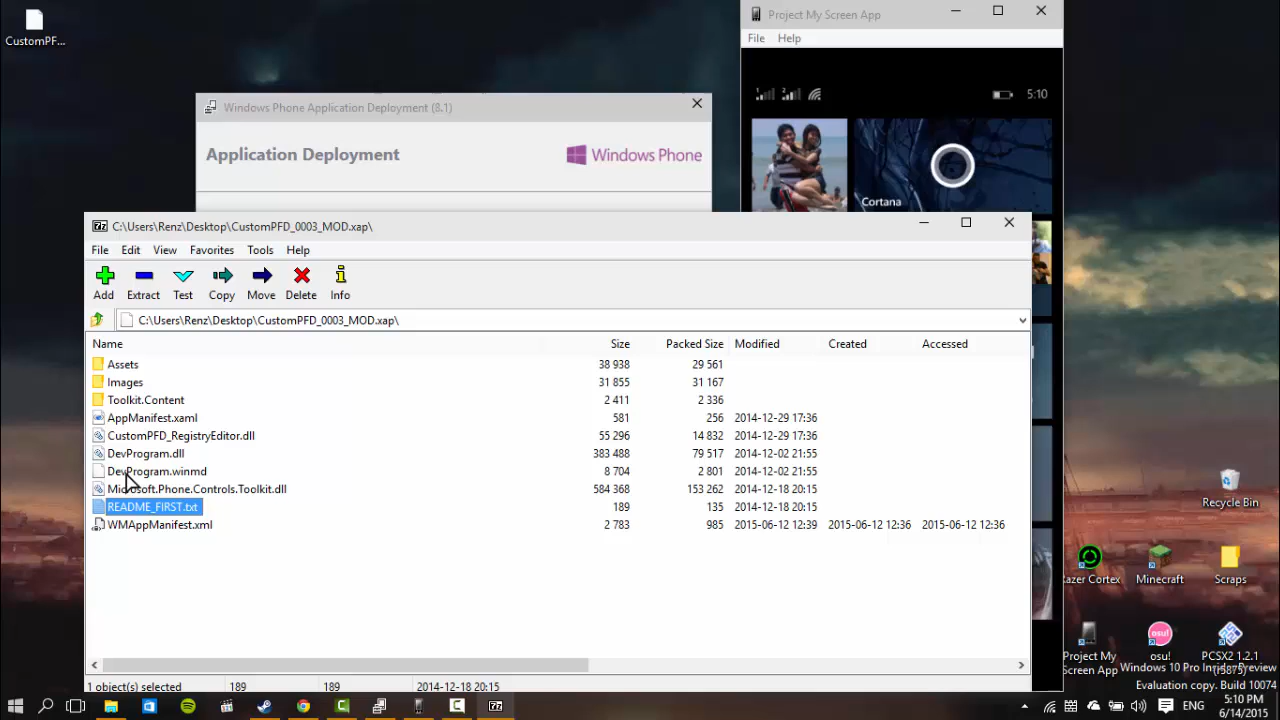 CustomPF...
Project My Screen App
File Help
1 2 5:10
Cortana
Windows Phone Application Deployment (8.1)
Application Deployment
Windows Phone
7z C:\Users\Renz\Desktop\CustomPFD_0003_MOD.xap\
File Edit View Favorites Tools Help
Add Extract Test Copy Move Delete Info
C:\Users\Renz\Desktop\CustomPFD_0003_MOD.xap\
Name Size Packed Size Modified Created Accessed
Assets 38 938 29 561
Images 31 855 31 167
Toolkit.Content 2 411 2 336
AppManifest.xaml 581 256 2014-12-29 17:36
CustomPFD_RegistryEditor.dll 55 296 14 832 2014-12-29 17:36
DevProgram.dll 383 488 79 517 2014-12-02 21:55
DevProgram.winmd 8 704 2 801 2014-12-02 21:55
Microsoft.Phone.Controls.Toolkit.dll 584 368 153 262 2014-12-18 20:15
README_FIRST.txt 189 135 2014-12-18 20:15
WMAppManifest.xml 2 783 985 2015-06-12 12:39 2015-06-12 12:36 2015-06-12 12:36
1 object(s) selected 189 189 2014-12-18 20:15
Recycle Bin
Razer Cortex Minecraft Scraps
Project My Screen App
osu!
osu!
PCSX2 1.2.1 (r5875)
Windows 10 Pro Insider Preview
Evaluation copy. Build 10074
7z
ENG
5:10 PM
6/14/2015